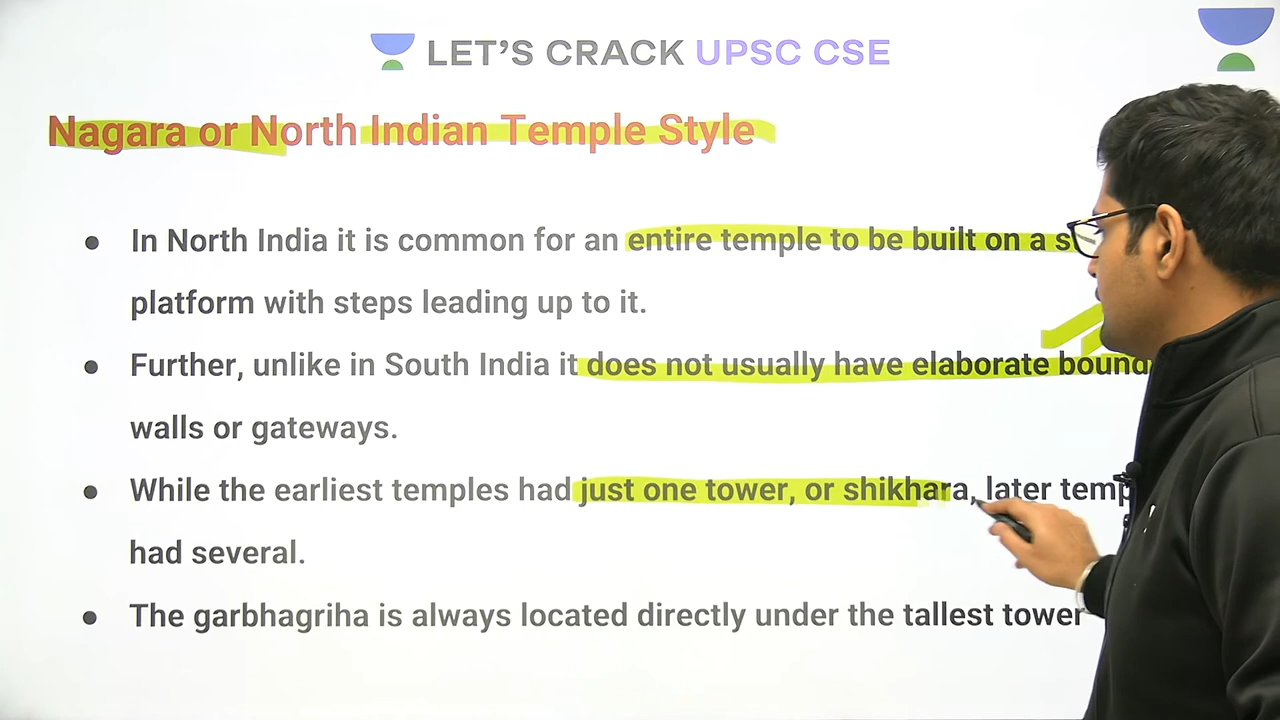 LET'S CRACK UPSC CSE
Nagara or North Indian Temple Style
● In North India it is common for an entire temple to be built on a
platform with steps leading up to it.
● Further, unlike in South India it does not usually have elaborate
walls or gateways.
● While the earliest temples had just one tower, or shikhara, later
had several.
● The garbhagriha is always located directly under the tallest tower